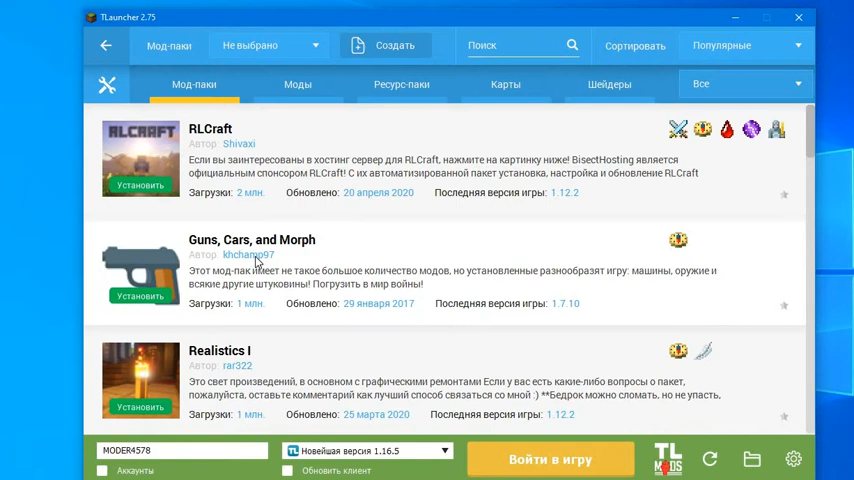 TLauncher 2.75
Мод-паки
Не выбрано
Создать
Поиск
Сортировать
Популярные
Мод-паки
Моды
Ресурс-паки
Карты
Шейдеры
Все
RLCRAFT
Установить
RLCraft
Автор: Shivaxi
Если вы заинтересованы в хостинг сервер для RLCraft, нажмите на картинку ниже! BisectHosting является
официальным спонсором RLCraft! С их автоматизированной пакет установка, настройка и обновление RLCraft
Загрузки: 2 млн. Обновлено: 20 апреля 2020 Последняя версия игры: 1.12.2
Установить
Guns, Cars, and Morph
Автор: khchamp97
Этот мод-пак имеет не такое большое количество модов, но установленные разнообразят игру: машины, оружие и
всякие другие штуковины! Погрузить в мир войны!
Загрузки: 1 млн. Обновлено: 29 января 2017 Последняя версия игры: 1.7.10
Установить
Realistics I
Автор: rar322
Это свет произведений, в основном с графическими ремонтами Если у вас есть какие-либо вопросы о пакет,
пожалуйста, оставьте комментарий как лучший способ связаться со мной :) **Бедрок можно сломать, но не упасть,
Загрузки: 1 млн. Обновлено: 25 марта 2020 Последняя версия игры: 1.12.2
MODER4578
Аккаунты
TL Новейшая версия 1.16.5
Обновить клиент
Войти в игру
TL
MODS